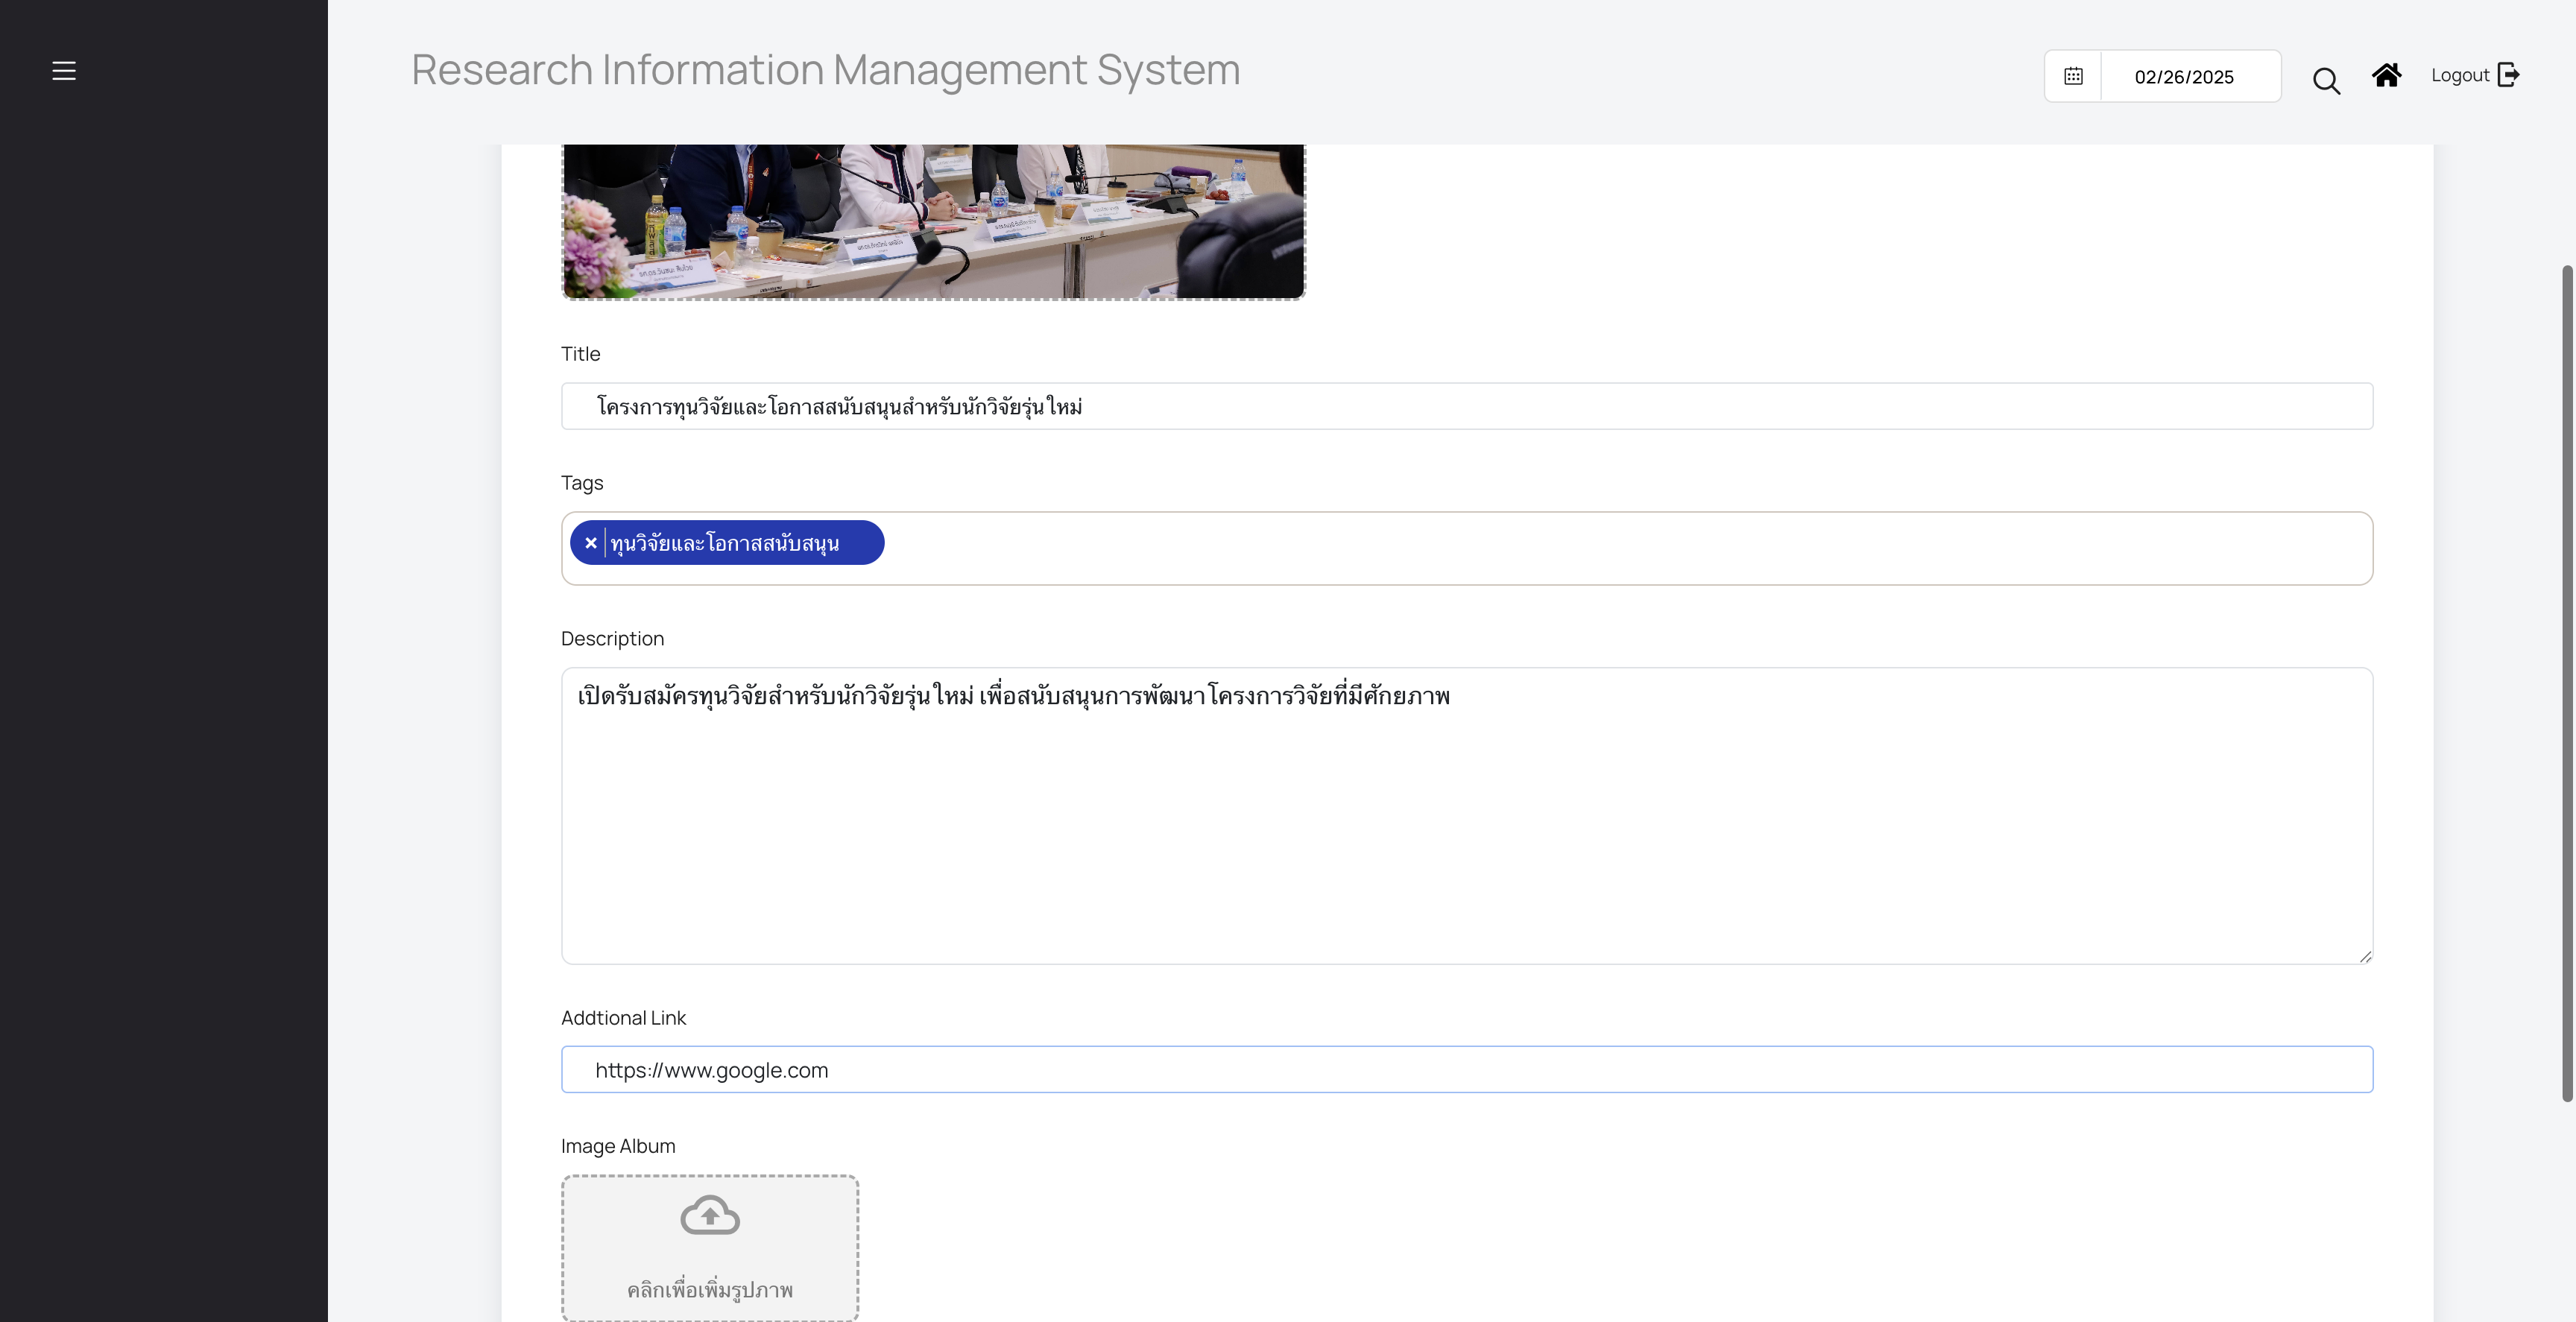 Research Information Management System
02/26/2025
Logout
Title
โครงการทุนวิจัยและโอกาสสนับสนุนสำหรับนักวิจัยรุ่นใหม่
Tags
× ทุนวิจัยและโอกาสสนับสนุน
Description
เปิดรับสมัครทุนวิจัยสำหรับนักวิจัยรุ่นใหม่ เพื่อสนับสนุนการพัฒนาโครงการวิจัยที่มีศักยภาพ
Addtional Link
https://www.google.com
Image Album
คลิกเพื่อเพิ่มรูปภาพ